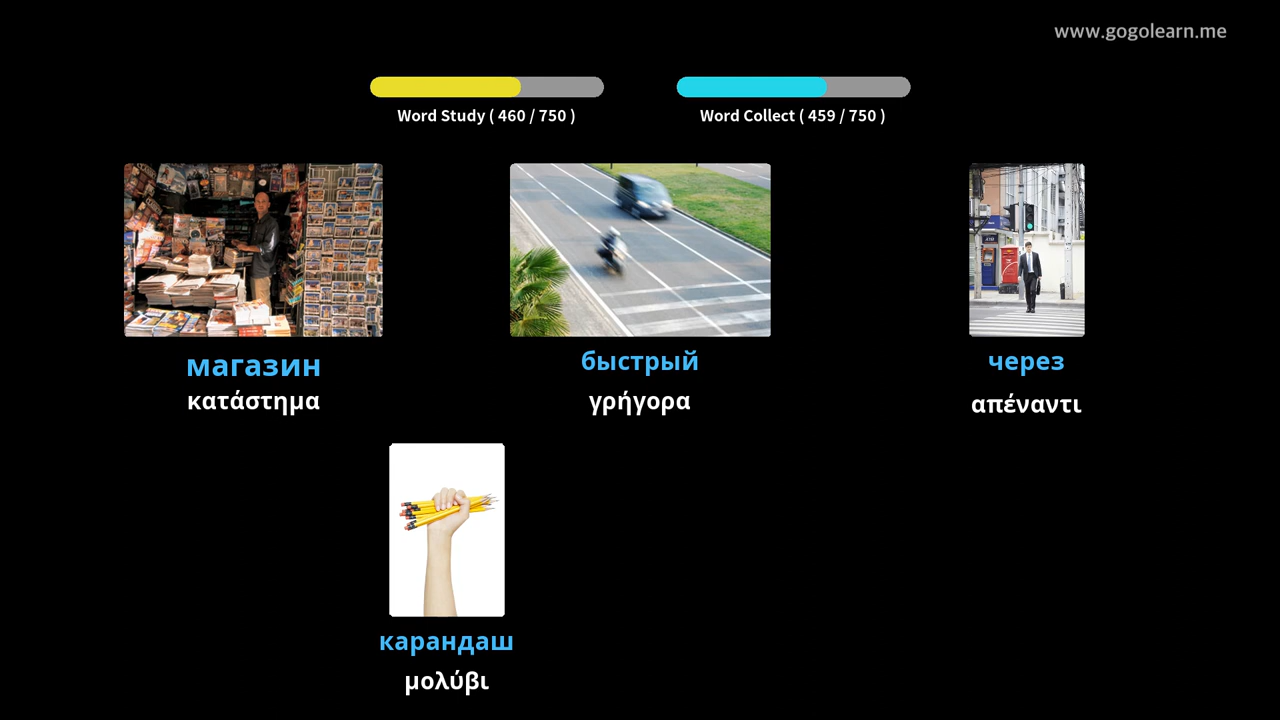 www.gogolearn.me
Word Study ( 460 / 750 )
Word Collect ( 459 / 750 )
магазин
κατάστημα
быстрый
γρήγορα
через
απέναντι
карандаш
μολύβι